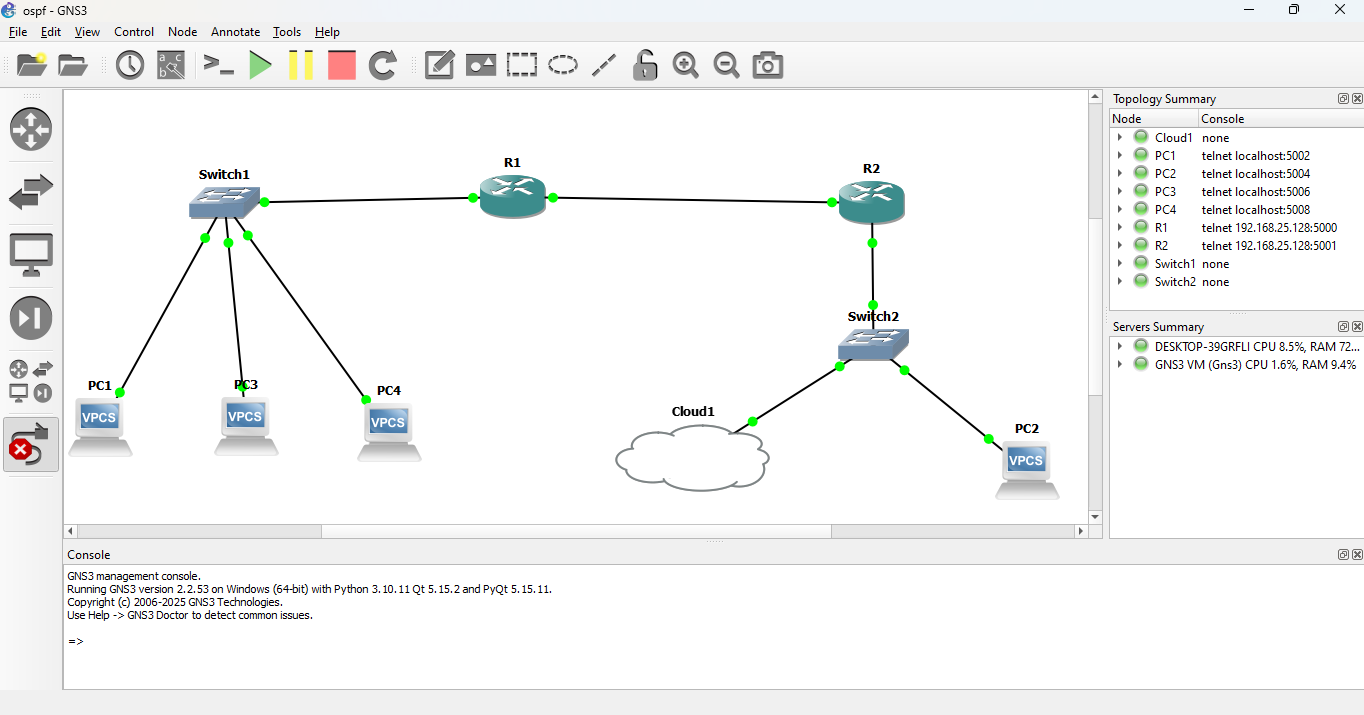 ospf - GNS3
File Edit View Control Node Annotate Tools Help
Switch1
R1
R2
Switch2
PC1
PC3
PC4
Cloud1
PC2
VPCS
VPCS
VPCS
VPCS
Topology Summary
Node Console
Cloud1 none
PC1 telnet localhost:5002
PC2 telnet localhost:5004
PC3 telnet localhost:5006
PC4 telnet localhost:5008
R1 telnet 192.168.25.128:5000
R2 telnet 192.168.25.128:5001
Switch1 none
Switch2 none
Servers Summary
DESKTOP-39GRFLI CPU 8.5%, RAM 72...
GNS3 VM (Gns3) CPU 1.6%, RAM 9.4%
Console
GNS3 management console.
Running GNS3 version 2.2.53 on Windows (64-bit) with Python 3.10.11 Qt 5.15.2 and PyQt 5.15.11.
Copyright (c) 2006-2025 GNS3 Technologies.
Use Help -> GNS3 Doctor to detect common issues.
=>